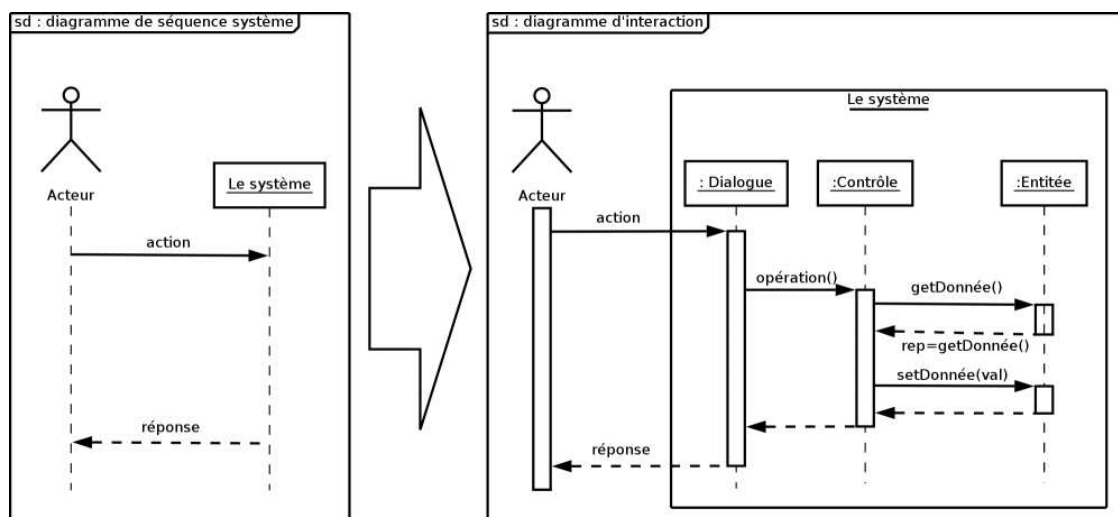 sd : diagramme de séquence système
Acteur
Le système
action
réponse
sd : diagramme d'interaction
Le système
Acteur
: Dialogue
:Contrôle
:Entitée
action
opération()
getDonnée()
rep=getDonnée()
setDonnée(val)
réponse